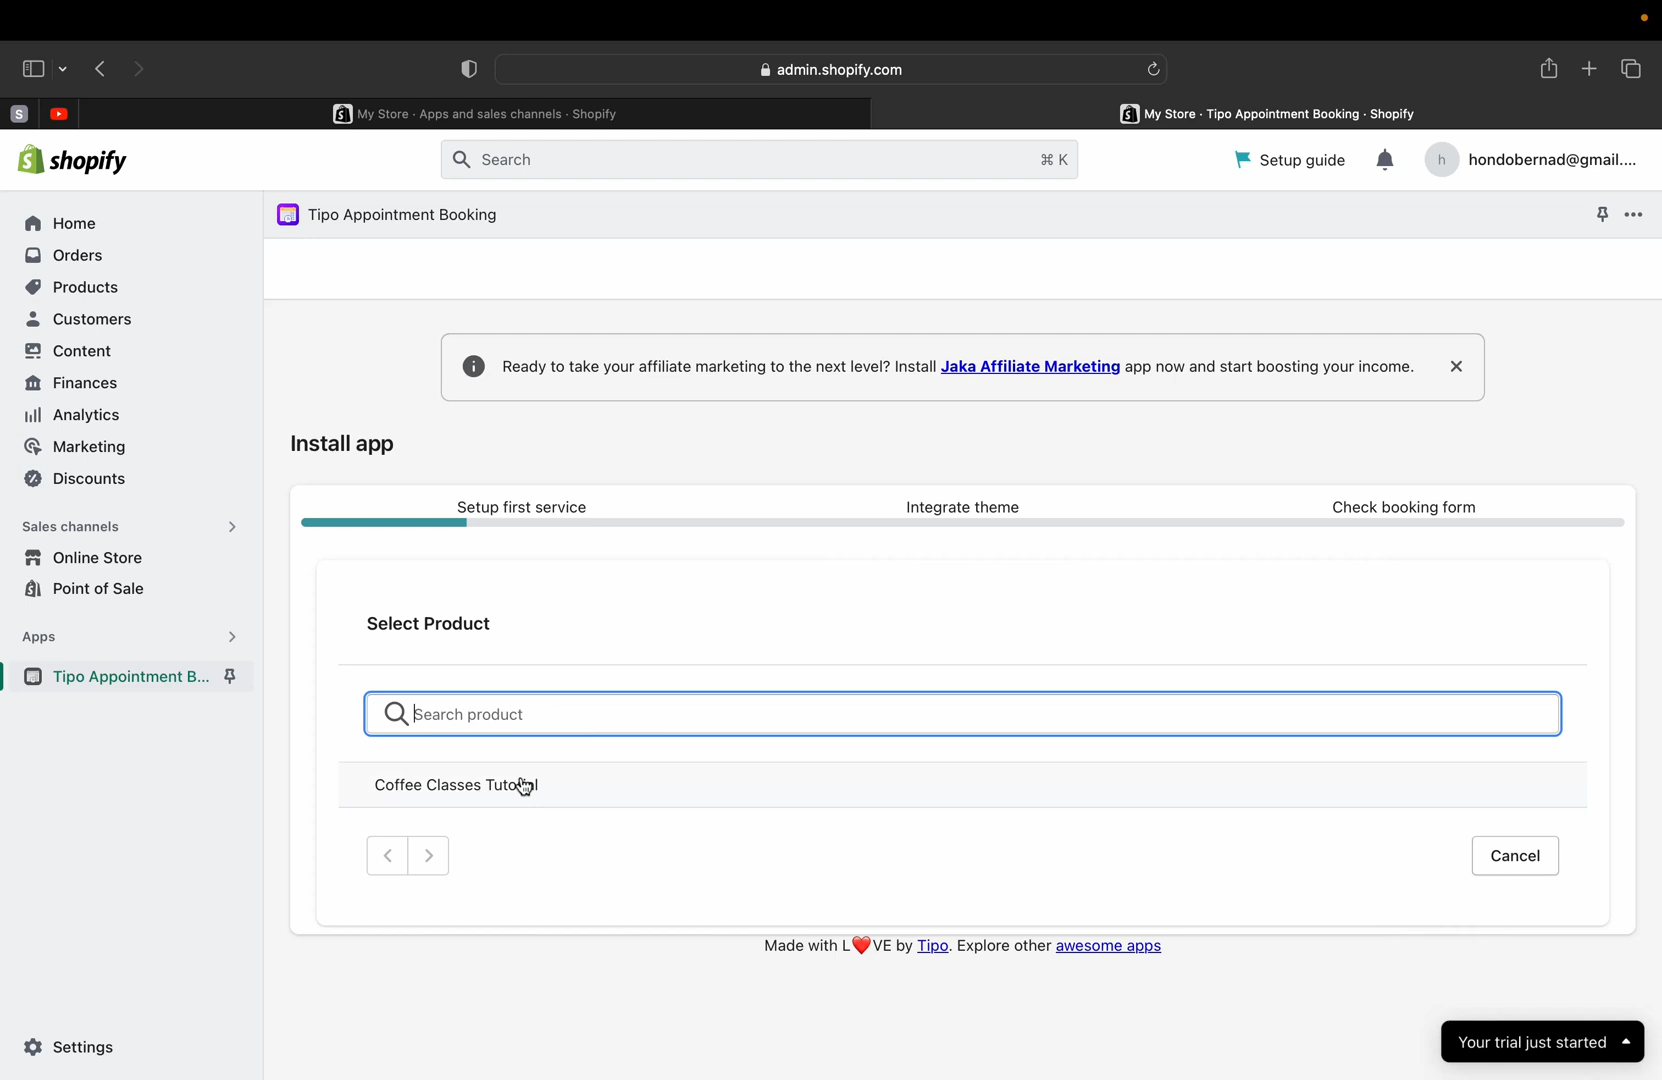 admin.shopify.com
S
My Store · Apps and sales channels · Shopify
My Store · Tipo Appointment Booking · Shopify
shopify
Search
⌘ K
Setup guide
h
hondobernad@gmail....
Home
Orders
Products
Customers
Content
Finances
Analytics
Marketing
Discounts
Sales channels
Online Store
Point of Sale
Apps
Tipo Appointment B...
Settings
Tipo Appointment Booking
Ready to take your affiliate marketing to the next level? Install Jaka Affiliate Marketing app now and start boosting your income.
Install app
Setup first service
Integrate theme
Check booking form
Select Product
Search product
Coffee Classes Tutorial
Cancel
Made with L❤️VE by Tipo. Explore other awesome apps
Your trial just started